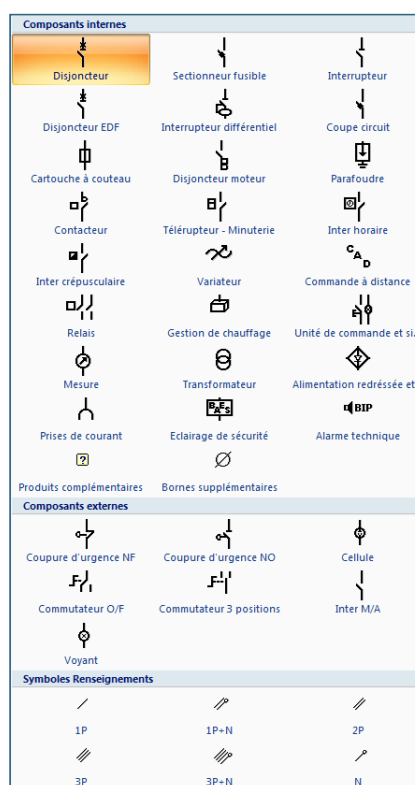 Composants internes
Disjoncteur Sectionneur fusible Interrupteur
Disjoncteur EDF Interrupteur différentiel Coupe circuit
Cartouche à couteau Disjoncteur moteur Parafoudre
Contacteur Télérupteur - Minuterie Inter horaire
C A D
Inter crépusculaire Variateur Commande à distance
Relais Gestion de chauffage Unité de commande et si.
Mesure Transformateur Alimentation redréssée et
BAES BIP
Prises de courant Eclairage de sécurité Alarme technique
?
Produits complémentaires Bornes supplémentaires
Composants externes
Coupure d'urgence NF Coupure d'urgence NO Cellule
Commutateur O/F Commutateur 3 positions Inter M/A
Voyant
Symboles Renseignements
1P 1P+N 2P
3P 3P+N N